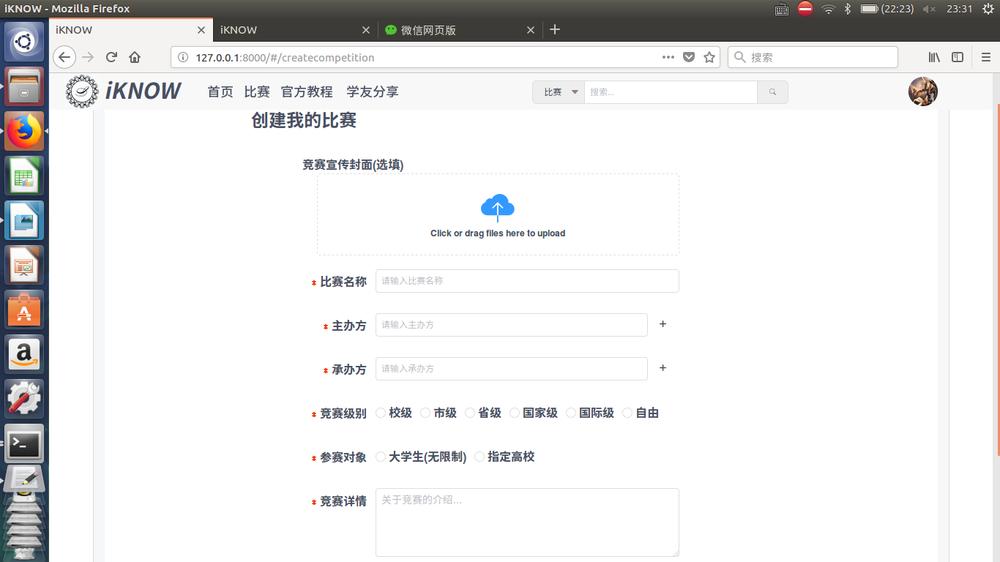 iKNOW - Mozilla Firefox
(22:23)
23:31
iKNOW
iKNOW
微信网页版
127.0.0.1:8000/#/createcompetition
搜索
iKNOW
首页 比赛 官方教程 学友分享
比赛
搜索...
创建我的比赛
竞赛宣传封面(选填)
Click or drag files here to upload
* 比赛名称 请输入比赛名称
* 主办方 请输入主办方 +
* 承办方 请输入承办方 +
* 竞赛级别 校级 市级 省级 国家级 国际级 自由
* 参赛对象 大学生(无限制) 指定高校
* 竞赛详情 关于竞赛的介绍...